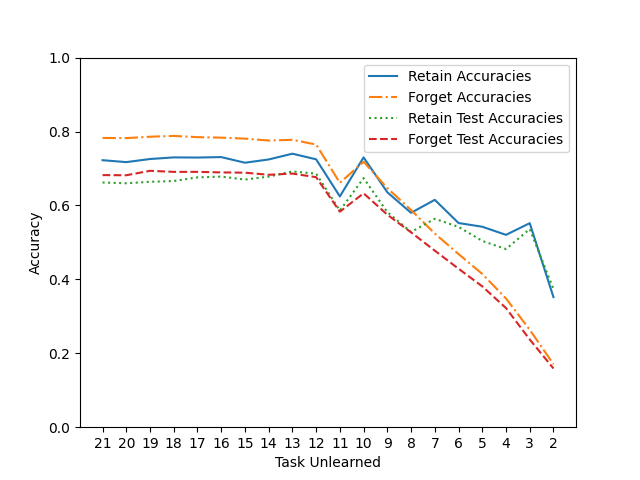 Retain Accuracies
Forget Accuracies
Retain Test Accuracies
Forget Test Accuracies
1.0
0.8
0.6
0.4
0.2
0.0
Accuracy
21 20 19 18 17 16 15 14 13 12 11 10 9 8 7 6 5 4 3 2
Task Unlearned